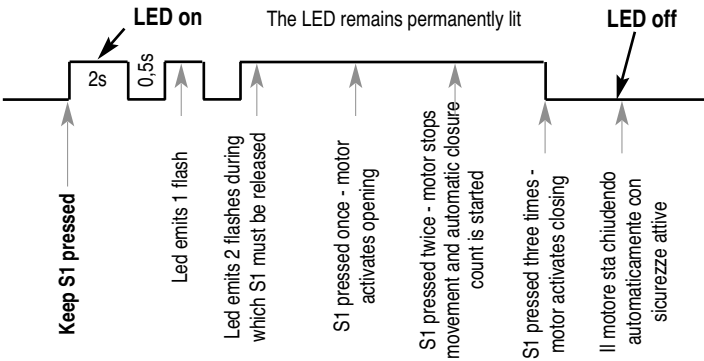 LED on
The LED remains permanently lit
LED off
2s
0,5s
Keep S1 pressed
Led emits 1 flash
Led emits 2 flashes during
which S1 must be released
S1 pressed once - motor
activates opening
S1 pressed twice - motor stops
movement and automatic closure
count is started
S1 pressed three times -
motor activates closing
Il motore sta chiudendo
automaticamente con
sicurezze attive